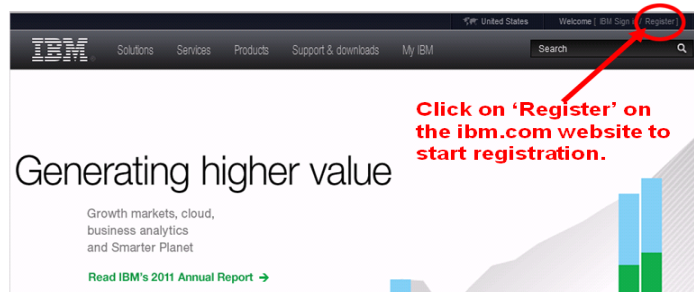 United States Welcome [ IBM Sign in / Register ]
IBM® Solutions Services Products Support & downloads My IBM Search
Click on ‘Register’ on
the ibm.com website to
start registration.
Generating higher value
Growth markets, cloud,
business analytics
and Smarter Planet
Read IBM's 2011 Annual Report →